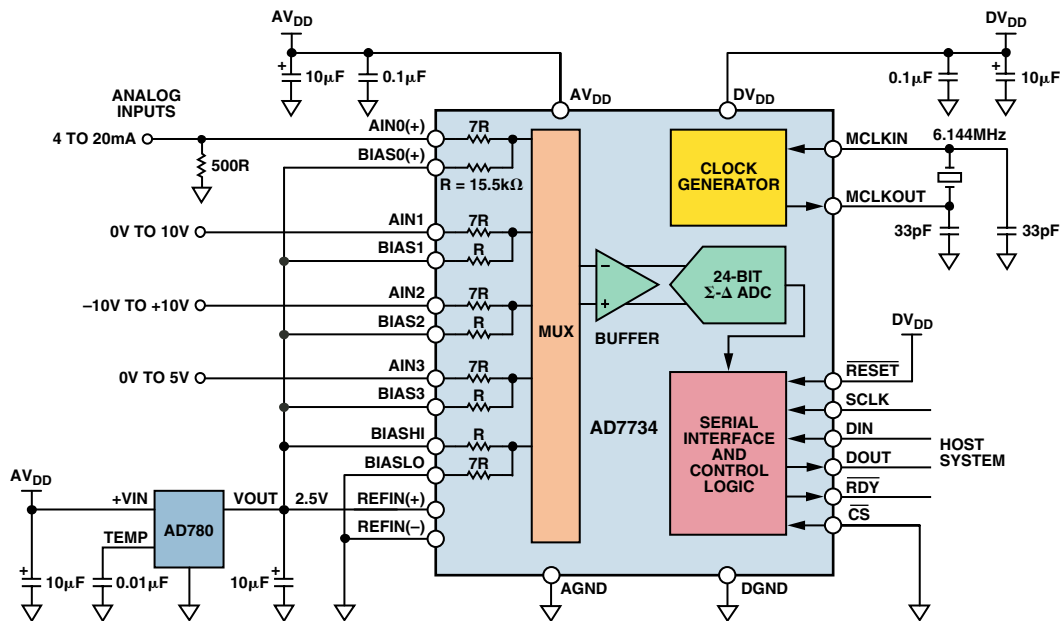 AVDD
DVDD
10µF
0.1µF
0.1µF
10µF
ANALOG
INPUTS
AVDD
DVDD
4 TO 20mA
500R
AIN0(+)
7R
BIAS0(+)
R = 15.5kΩ
AIN1
7R
0V TO 10V
BIAS1
R
AIN2
7R
–10V TO +10V
BIAS2
R
AIN3
7R
0V TO 5V
BIAS3
R
BIASHI
R
BIASLO
7R
REFIN(+)
REFIN(–)
MUX
–
+
BUFFER
24-BIT
Σ-Δ ADC
CLOCK
GENERATOR
MCLKIN
6.144MHz
MCLKOUT
33pF
33pF
DVDD
AD7734
SERIAL
INTERFACE
AND
CONTROL
LOGIC
RESET
SCLK
DIN
DOUT
RDY
CS
HOST
SYSTEM
AVDD
+VIN
VOUT
2.5V
AD780
TEMP
+
10µF
0.01µF
10µF
+
AGND
DGND